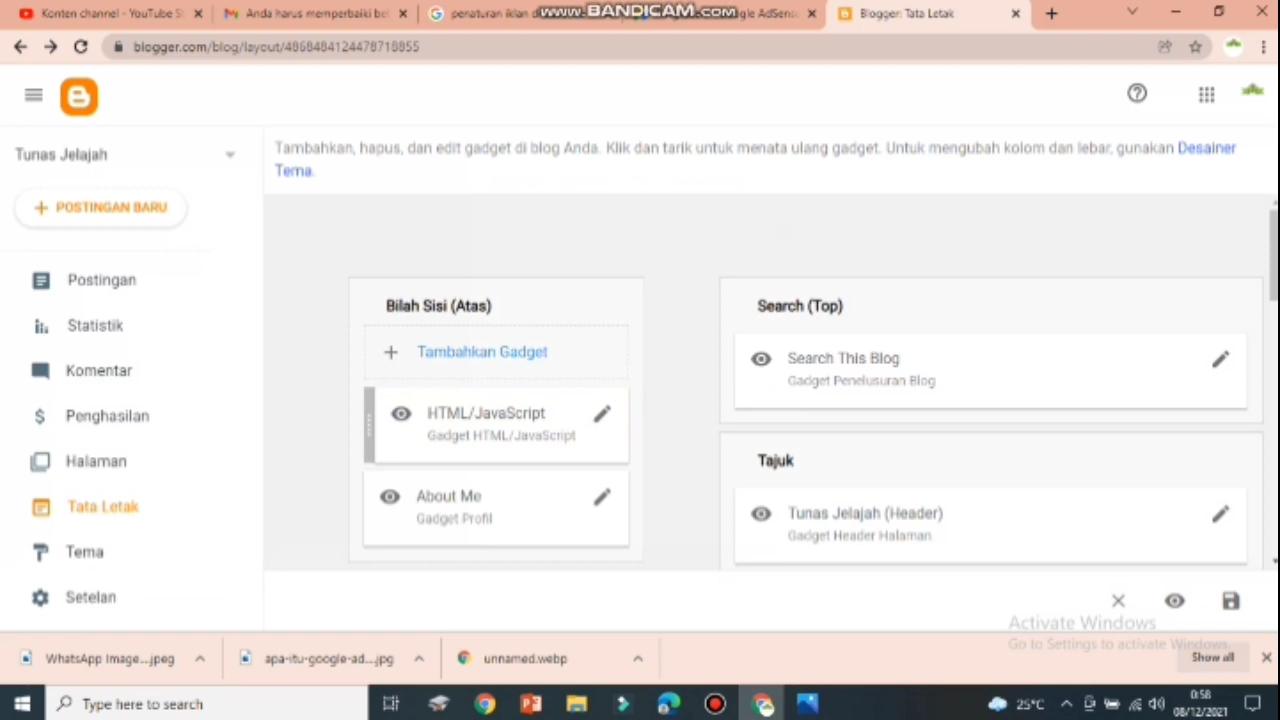 Konten channel - YouTube S
Anda harus memperbaiki be
penaturan iklan d
www.BANDICAM.com
gle AdSens
Blogger: Tata Letak
blogger.com/blog/layout/4868484124478718855
Tunas Jelajah
POSTINGAN BARU
Postingan
Statistik
Komentar
Penghasilan
Halaman
Tata Letak
Tema
Setelan
Tambahkan, hapus, dan edit gadget di blog Anda. Klik dan tarik untuk menata ulang gadget. Untuk mengubah kolom dan lebar, gunakan Desainer
Tema.
Bilah Sisi (Atas)
Tambahkan Gadget
HTML/JavaScript
Gadget HTML/JavaScript
About Me
Gadget Profil
Search (Top)
Search This Blog
Gadget Penelusuran Blog
Tajuk
Tunas Jelajah (Header)
Gadget Header Halaman
Activate Windows
Go to Settings to activate Windows.
WhatsApp Image....jpeg
apa-itu-google-ad....jpg
unnamed.webp
Show all
Type here to search
25°C
0:58
08/12/2021